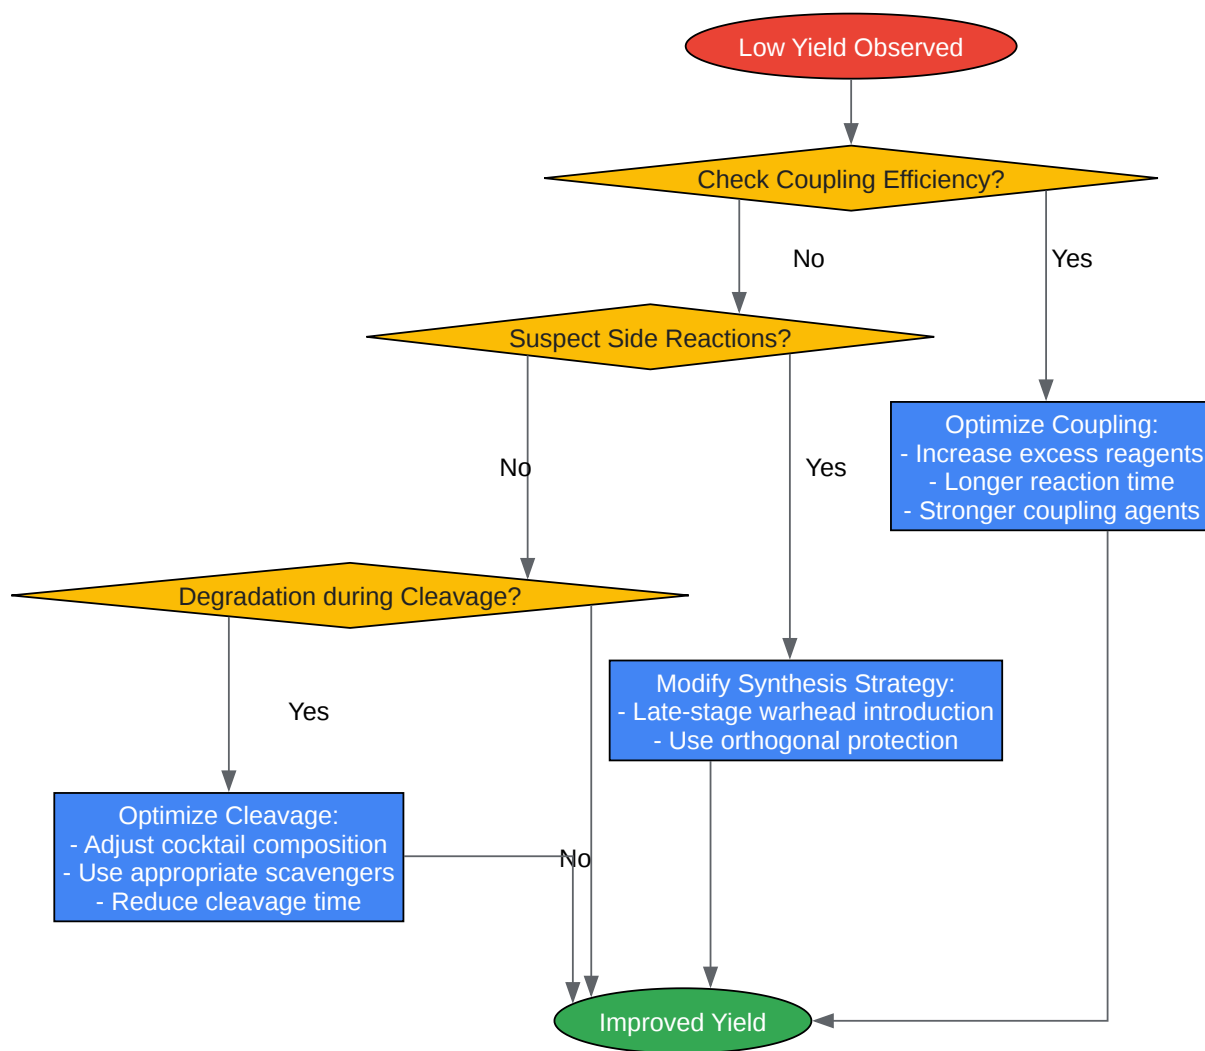 Low Yield Observed
Check Coupling Efficiency?
No
Yes
Suspect Side Reactions?
Optimize Coupling:
- Increase excess reagents
- Longer reaction time
- Stronger coupling agents
No
Yes
Degradation during Cleavage?
Modify Synthesis Strategy:
- Late-stage warhead introduction
- Use orthogonal protection
Yes
Optimize Cleavage:
- Adjust cocktail composition
- Use appropriate scavengers
- Reduce cleavage time
No
Improved Yield